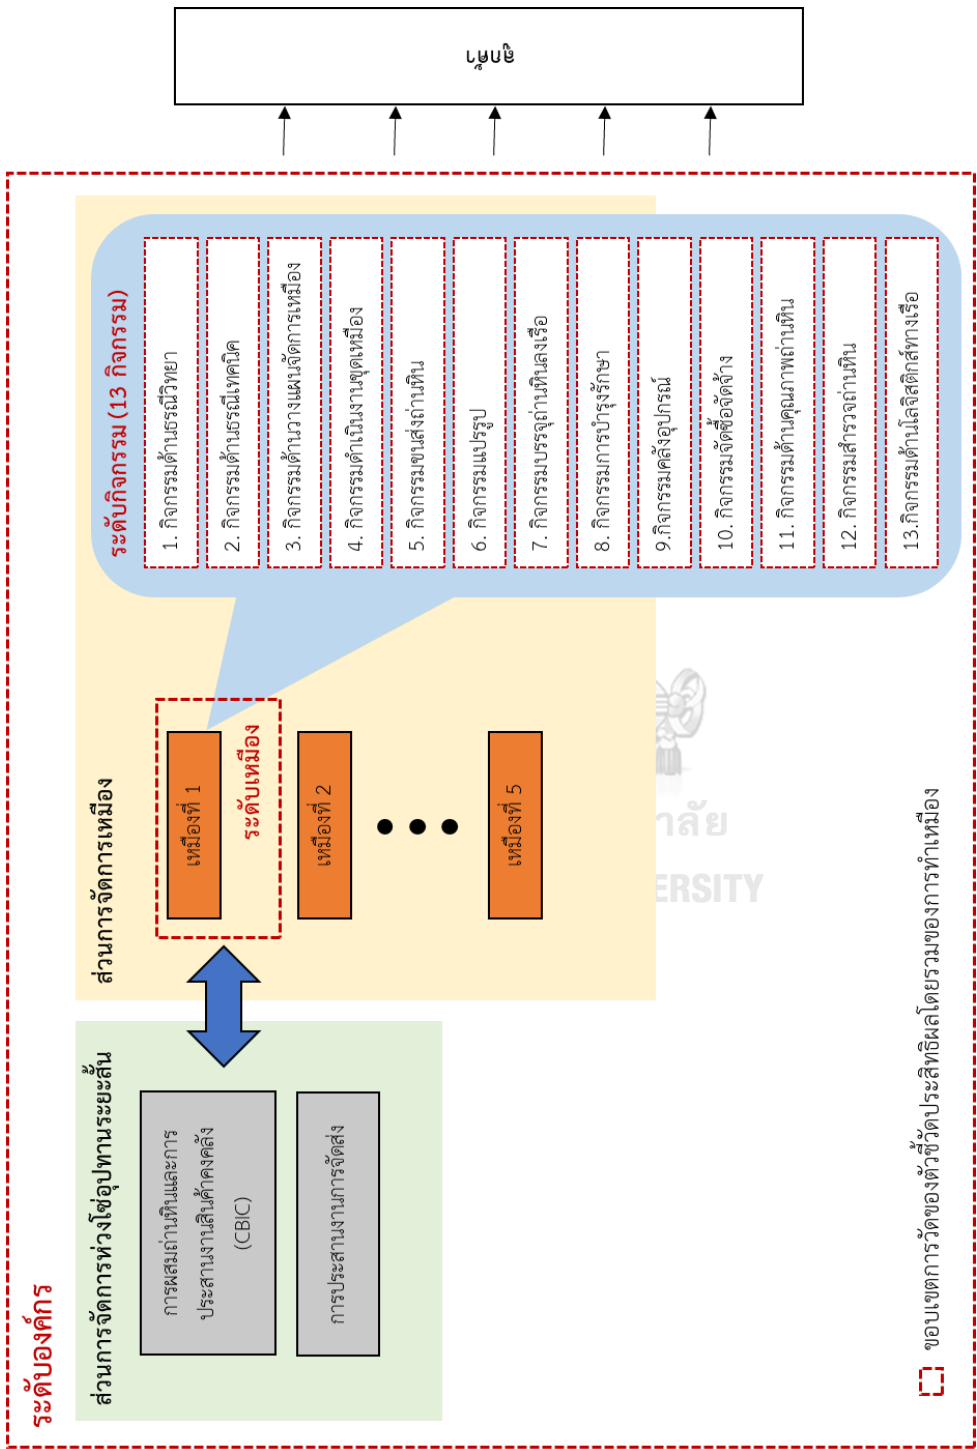 ระดับองค์กร
ส่วนการจัดการห่วงโซ่อุปทานระยะสั้น
การผสมถ่านหินและการ
ประสานงานสินค้าคงคลัง
(CBIC)
การประสานงานการจัดส่ง
ส่วนการจัดการเหมือง
เหมืองที่ 1
ระดับเหมือง
เหมืองที่ 2
เหมืองที่ 5
ระดับกิจกรรม (13 กิจกรรม)
1. กิจกรรมด้านธรณีวิทยา
2. กิจกรรมด้านธรณีเทคนิค
3. กิจกรรมด้านวางแผนจัดการเหมือง
4. กิจกรรมดำเนินงานขุดเหมือง
5. กิจกรรมขนส่งถ่านหิน
6. กิจกรรมแปรรูป
7. กิจกรรมบรรจุถ่านหินลงเรือ
8. กิจกรรมการบำรุงรักษา
9.กิจกรรมคลังอุปกรณ์
10. กิจกรรมจัดซื้อจัดจ้าง
11. กิจกรรมด้านคุณภาพถ่านหิน
12. กิจกรรมสำรวจถ่านหิน
13.กิจกรรมด้านโลจิสติกส์ทางเรือ
ลูกค้า
าลัย
ERSITY
ขอบเขตการวัดของตัวชี้วัดประสิทธิผลโดยรวมของการทำเหมือง